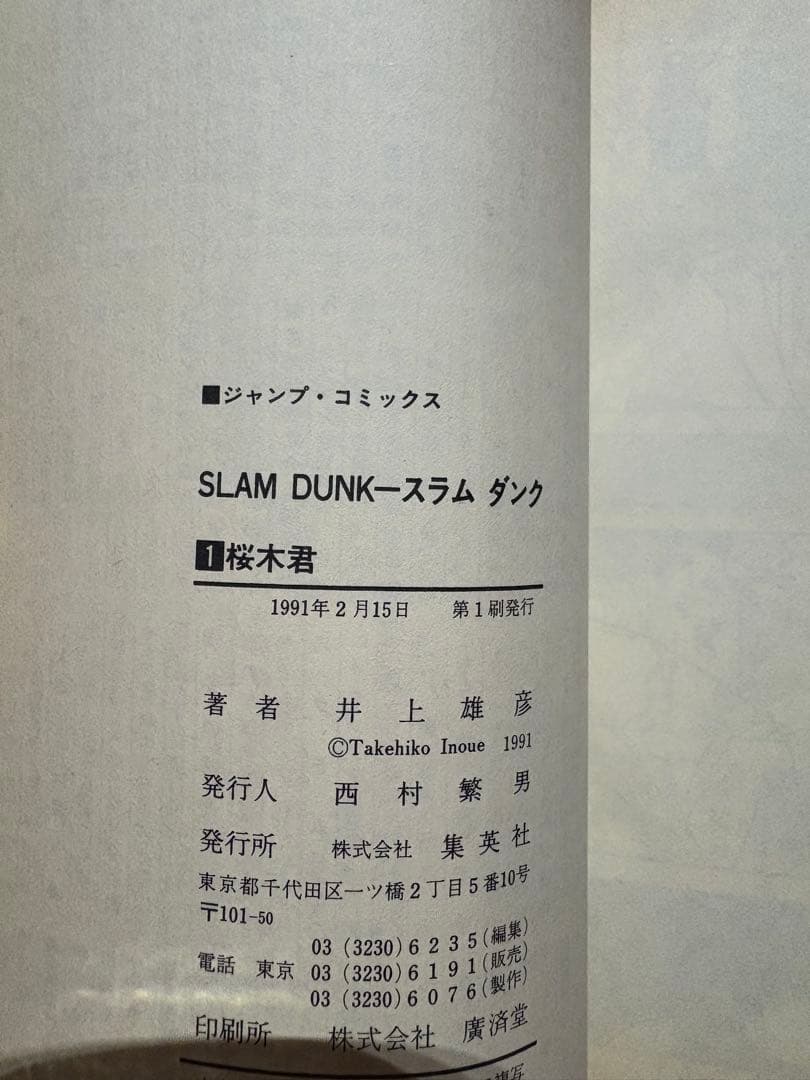 ■ジャンプ・コミックス
SLAM DUNK―スラム ダンク
1 桜木君
1991年2月15日 第1刷発行
著者 井上雄彦
©Takehiko Inoue 1991
発行人 西村繁男
発行所 株式会社 集英社
東京都千代田区一ツ橋2丁目5番10号
〒101-50
03 (3230) 6235 (編集)
電話 東京 03 (3230) 6191 (販売)
03 (3230) 6076 (製作)
印刷所 株式会社 廣済堂
複写